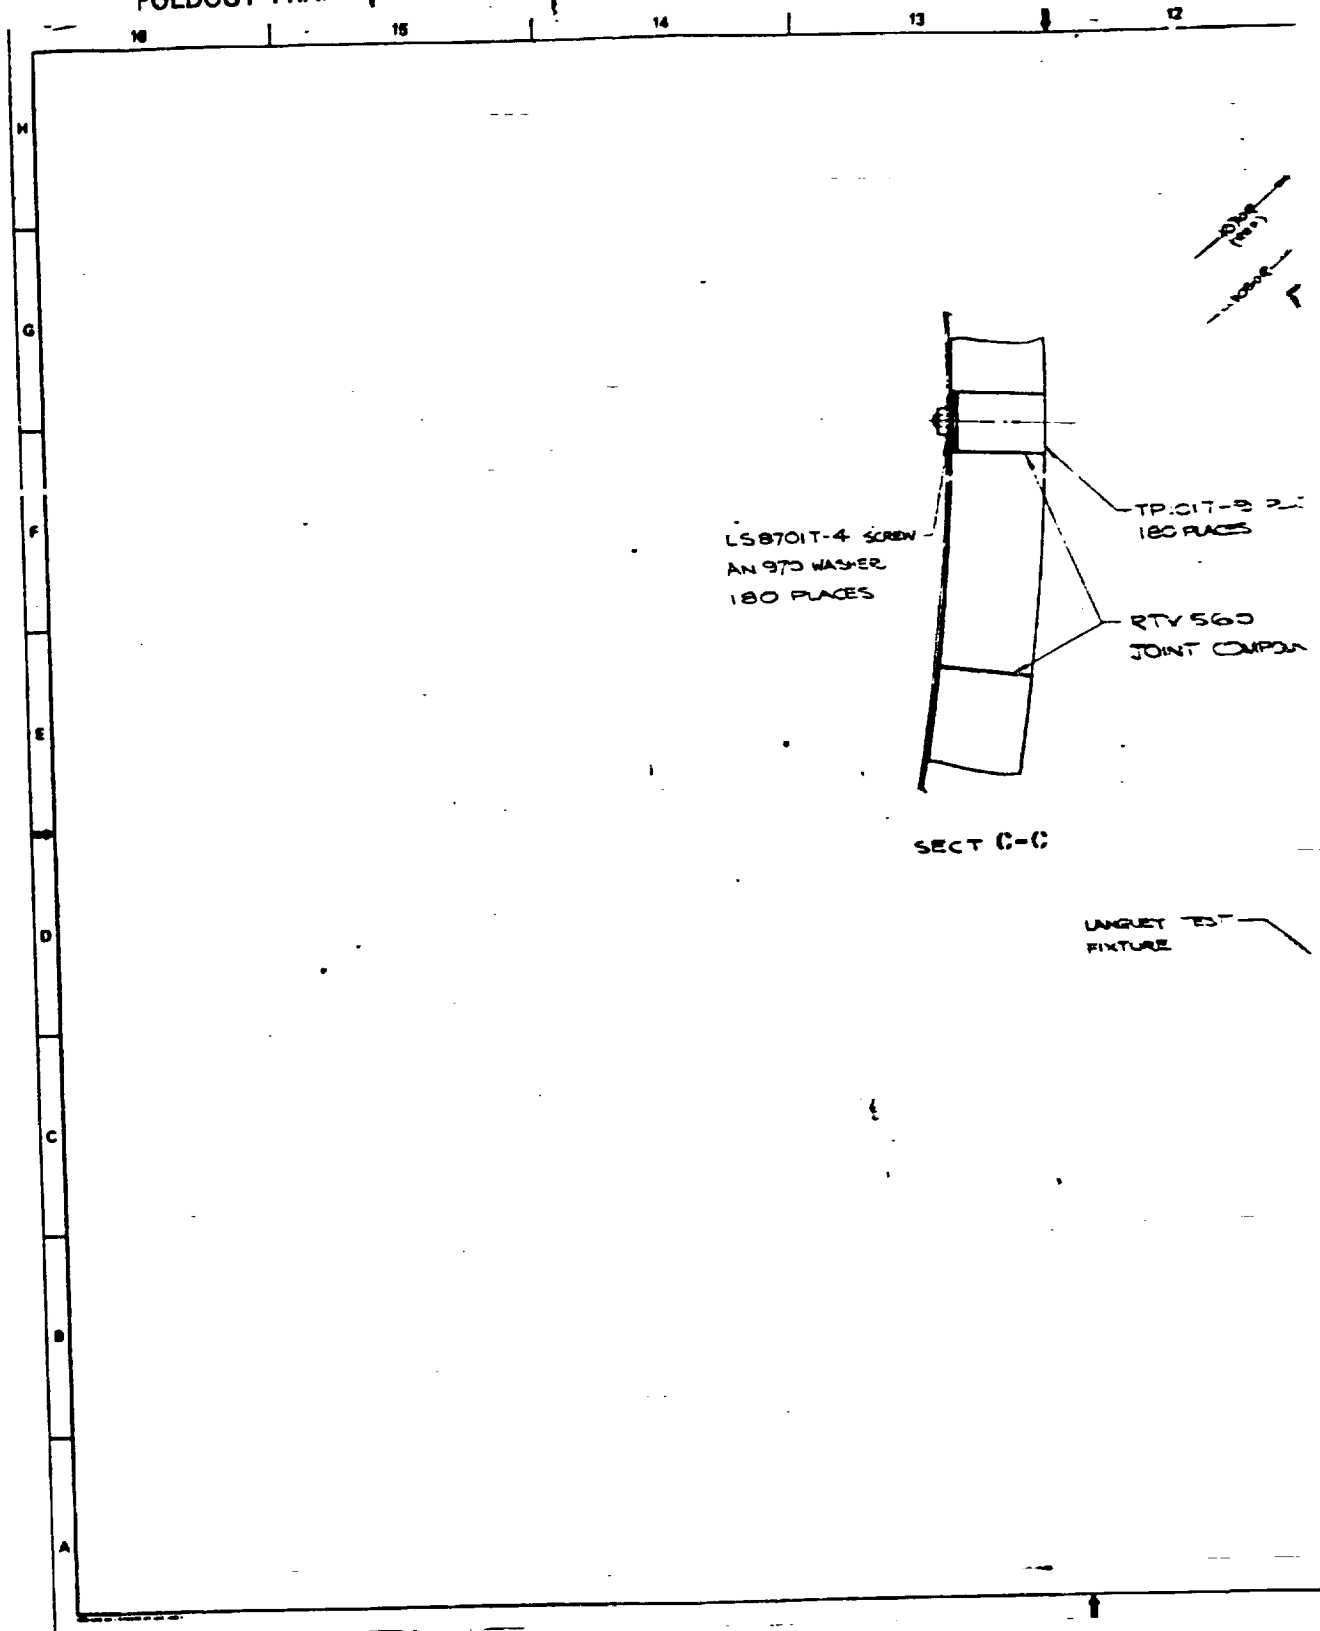 16 15 14 13 12
H
G
F
E
D
C
B
A
LS8701T-4 SCREW
AN 970 WASHER
180 PLACES
180 PLACES
RTV 560
JOINT
SECT C-C
LANGLEY TEST
FIXTURE